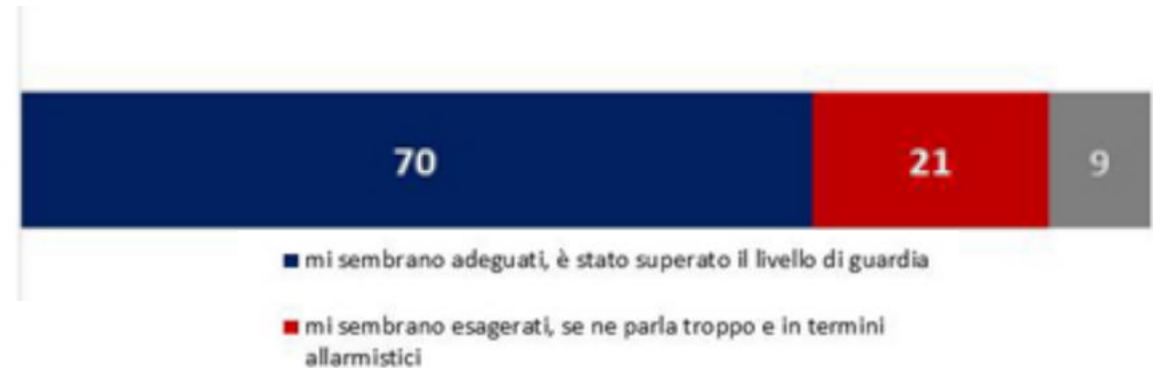 70 21 9
mi sembrano adeguati, è stato superato il livello di guardia
mi sembrano esagerati, se ne parla troppo e in termini
allarmistici